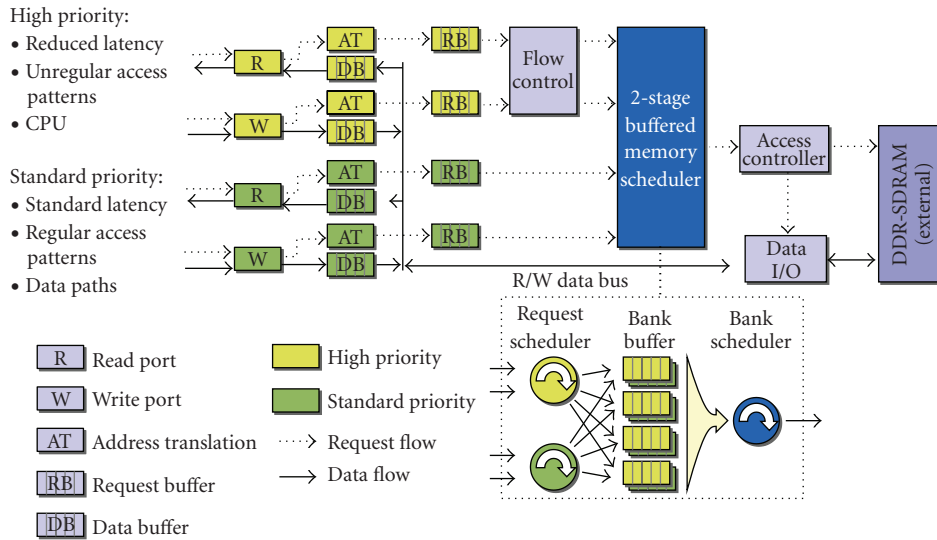 High priority:
• Reduced latency
• Unregular access
patterns
• CPU
Standard priority:
• Standard latency
• Regular access
patterns
• Data paths
R
AT
DB
RB
W
AT
DB
RB
R
AT
DB
RB
W
AT
DB
RB
Flow
control
2-stage
buffered
memory
scheduler
Access
controller
Data
I/O
DDR-SDRAM
(external)
R/W data bus
Request
scheduler
Bank
buffer
Bank
scheduler
R Read port
W Write port
AT Address translation
RB Request buffer
DB Data buffer
High priority
Standard priority
Request flow
Data flow